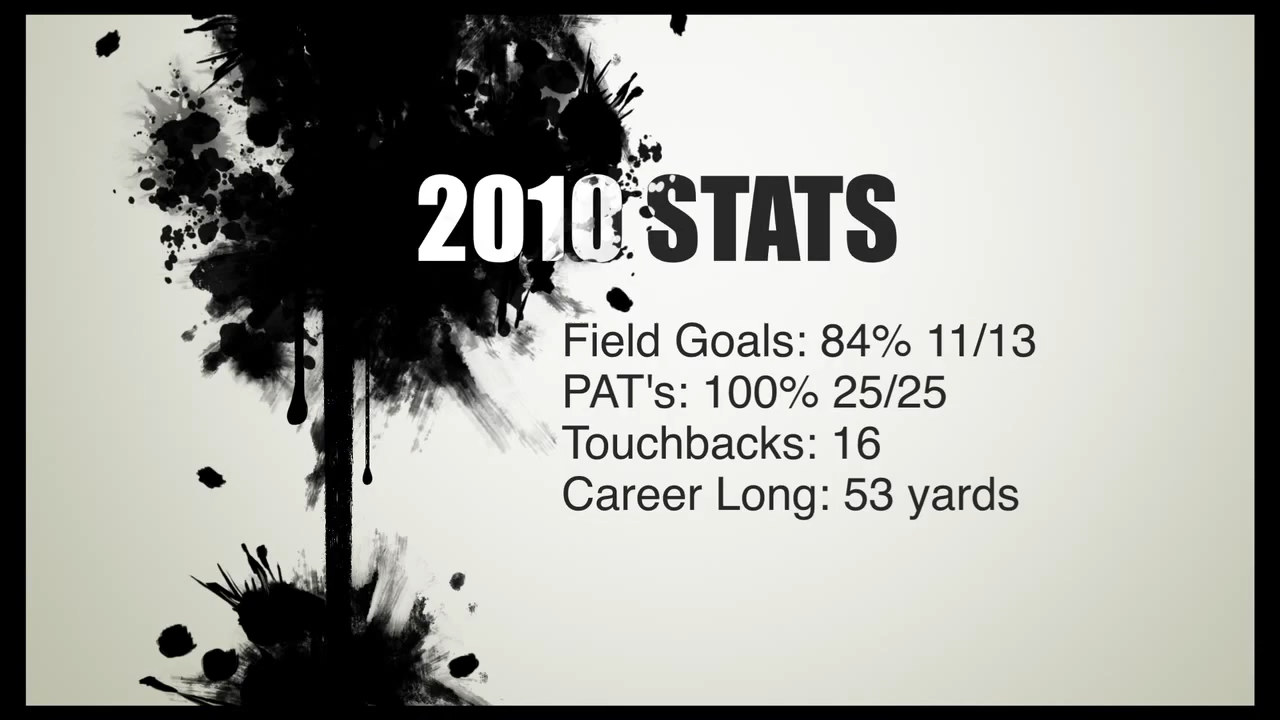 2010 STATS
Field Goals: 84% 11/13
PAT's: 100% 25/25
Touchbacks: 16
Career Long: 53 yards